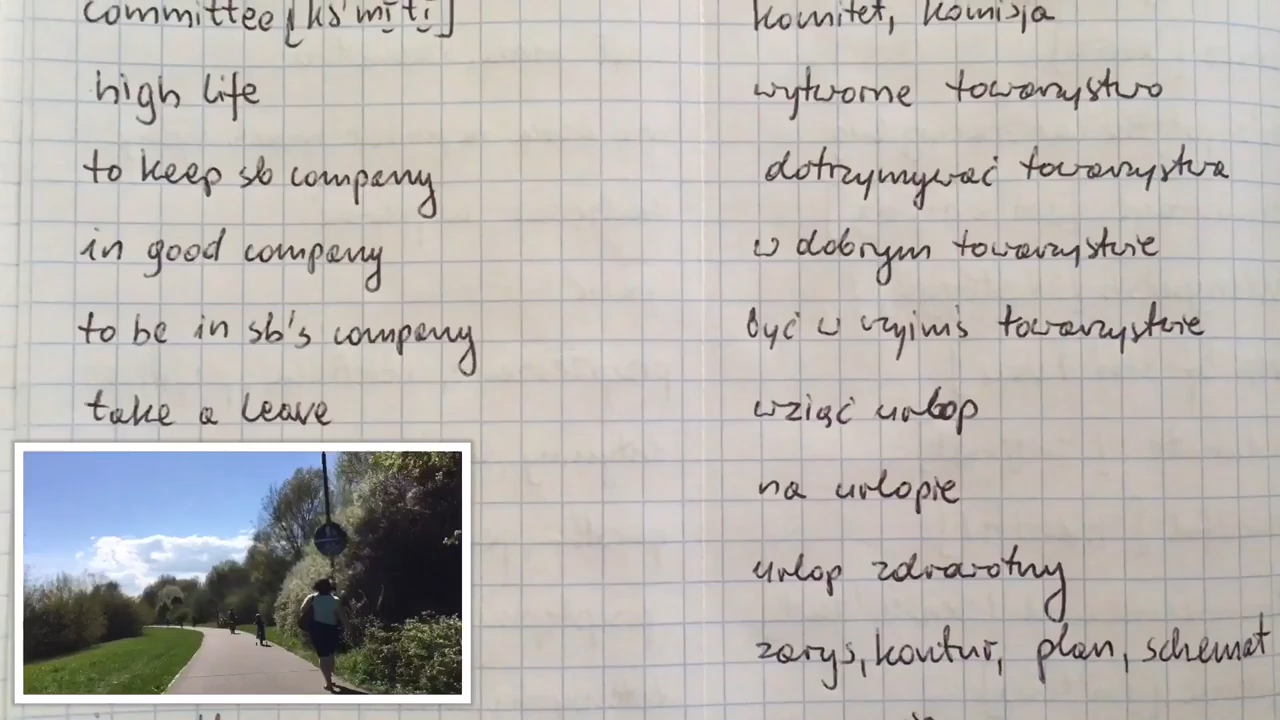 committee [kə'miti] komitet, komisja
high life wytworne towarzystwo
to keep sb company dotrzymywać towarzystwa
in good company w dobrym towarzystwie
to be in sb's company być w czyimś towarzystwie
take a leave wziąć urlop
na urlopie
urlop zdrowotny
zarys, kontur, plan, schemat